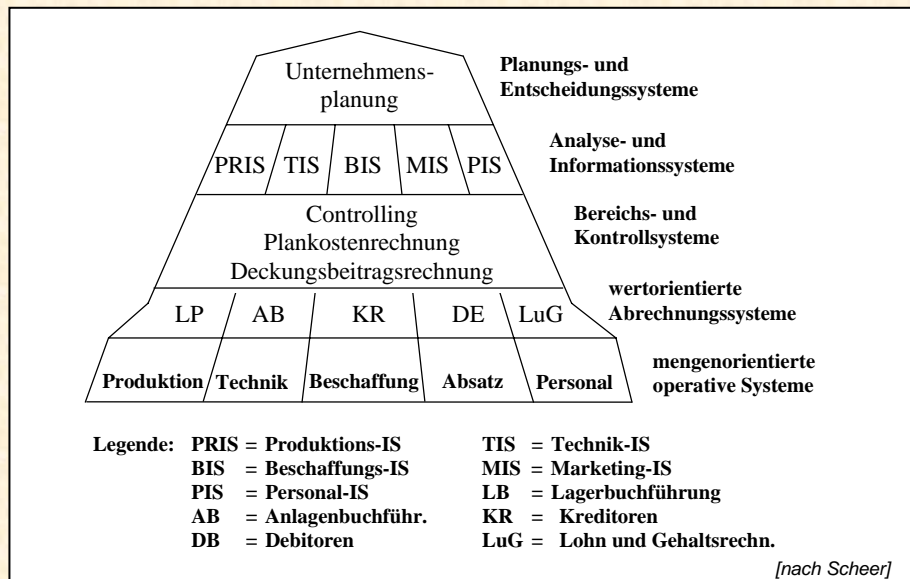 Unternehmens-
planung
Planungs- und
Entscheidungssysteme
PRIS TIS BIS MIS PIS
Analyse- und
Informationssysteme
Controlling
Plankostenrechnung
Deckungsbeitragsrechnung
Bereichs- und
Kontrollsysteme
LP AB KR DE LuG
wertorientierte
Abrechnungssysteme
Produktion Technik Beschaffung Absatz Personal
mengenorientierte
operative Systeme
Legende: PRIS = Produktions-IS TIS = Technik-IS
BIS = Beschaffungs-IS MIS = Marketing-IS
PIS = Personal-IS LB = Lagerbuchführung
AB = Anlagenbuchführ. KR = Kreditoren
DB = Debitoren LuG = Lohn und Gehaltsrechn.
[nach Scheer]